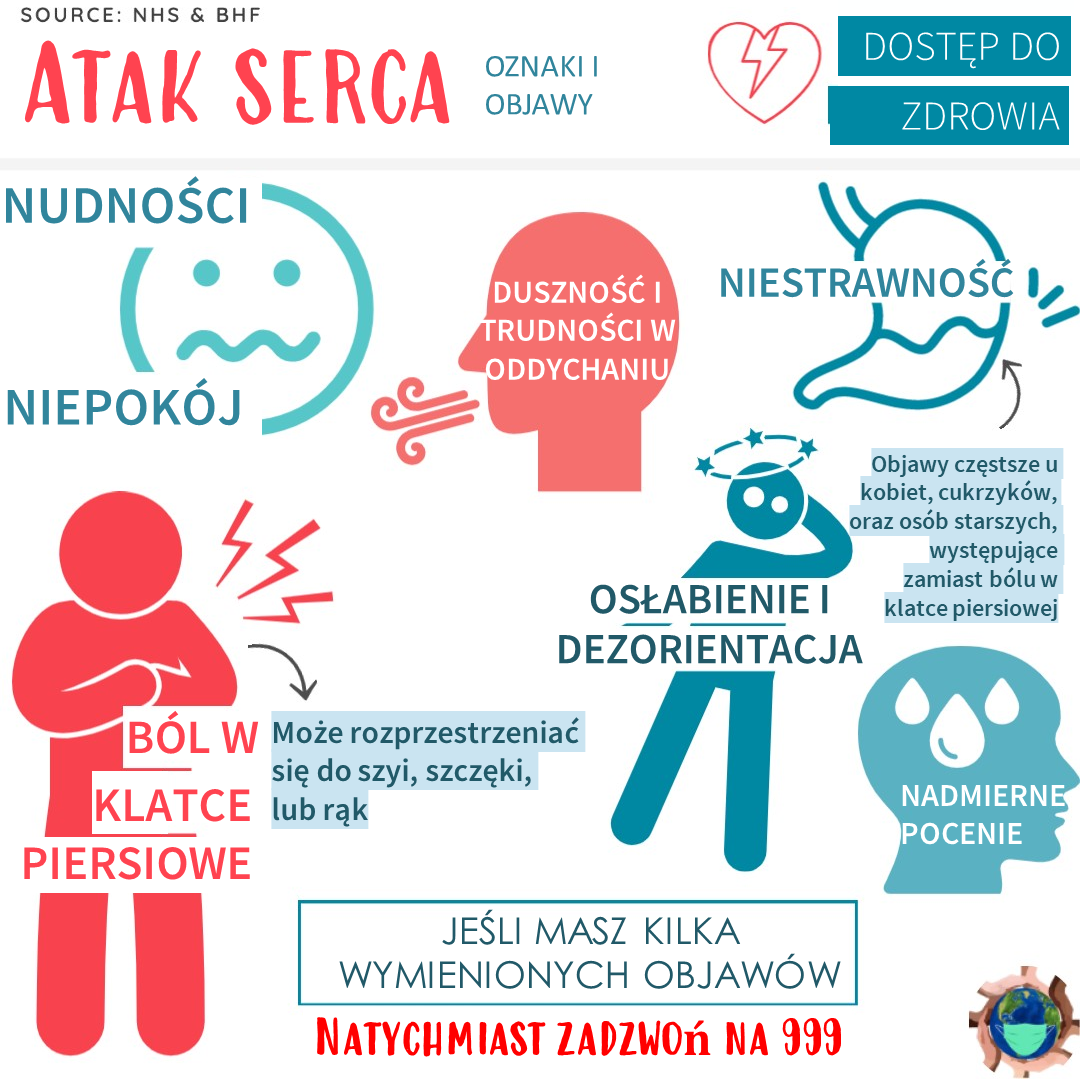 SOURCE: NHS & BHF
ATAK SERCA
OZNAKI I
OBJAWY
DOSTĘP DO
ZDROWIA
NUDNOŚCI
NIEPOKÓJ
DUSZNOŚĆ I
TRUDNOŚCI W
ODDYCHANIU
NIESTRAWNOŚĆ
Objawy częstsze u
kobiet, cukrzyków,
oraz osób starszych,
występujące
zamiast bólu w
klatce piersiowej
OSŁABIENIE I
DEZORIENTACJA
BÓL W
KLATCE
PIERSIOWE
Może rozprzestrzeniać
się do szyi, szczęki,
lub rąk
NADMIERNE
POCENIE
JEŚLI MASZ KILKA
WYMIENIONYCH OBJAWÓW
NATYCHMIAST ZADZWOń NA 999